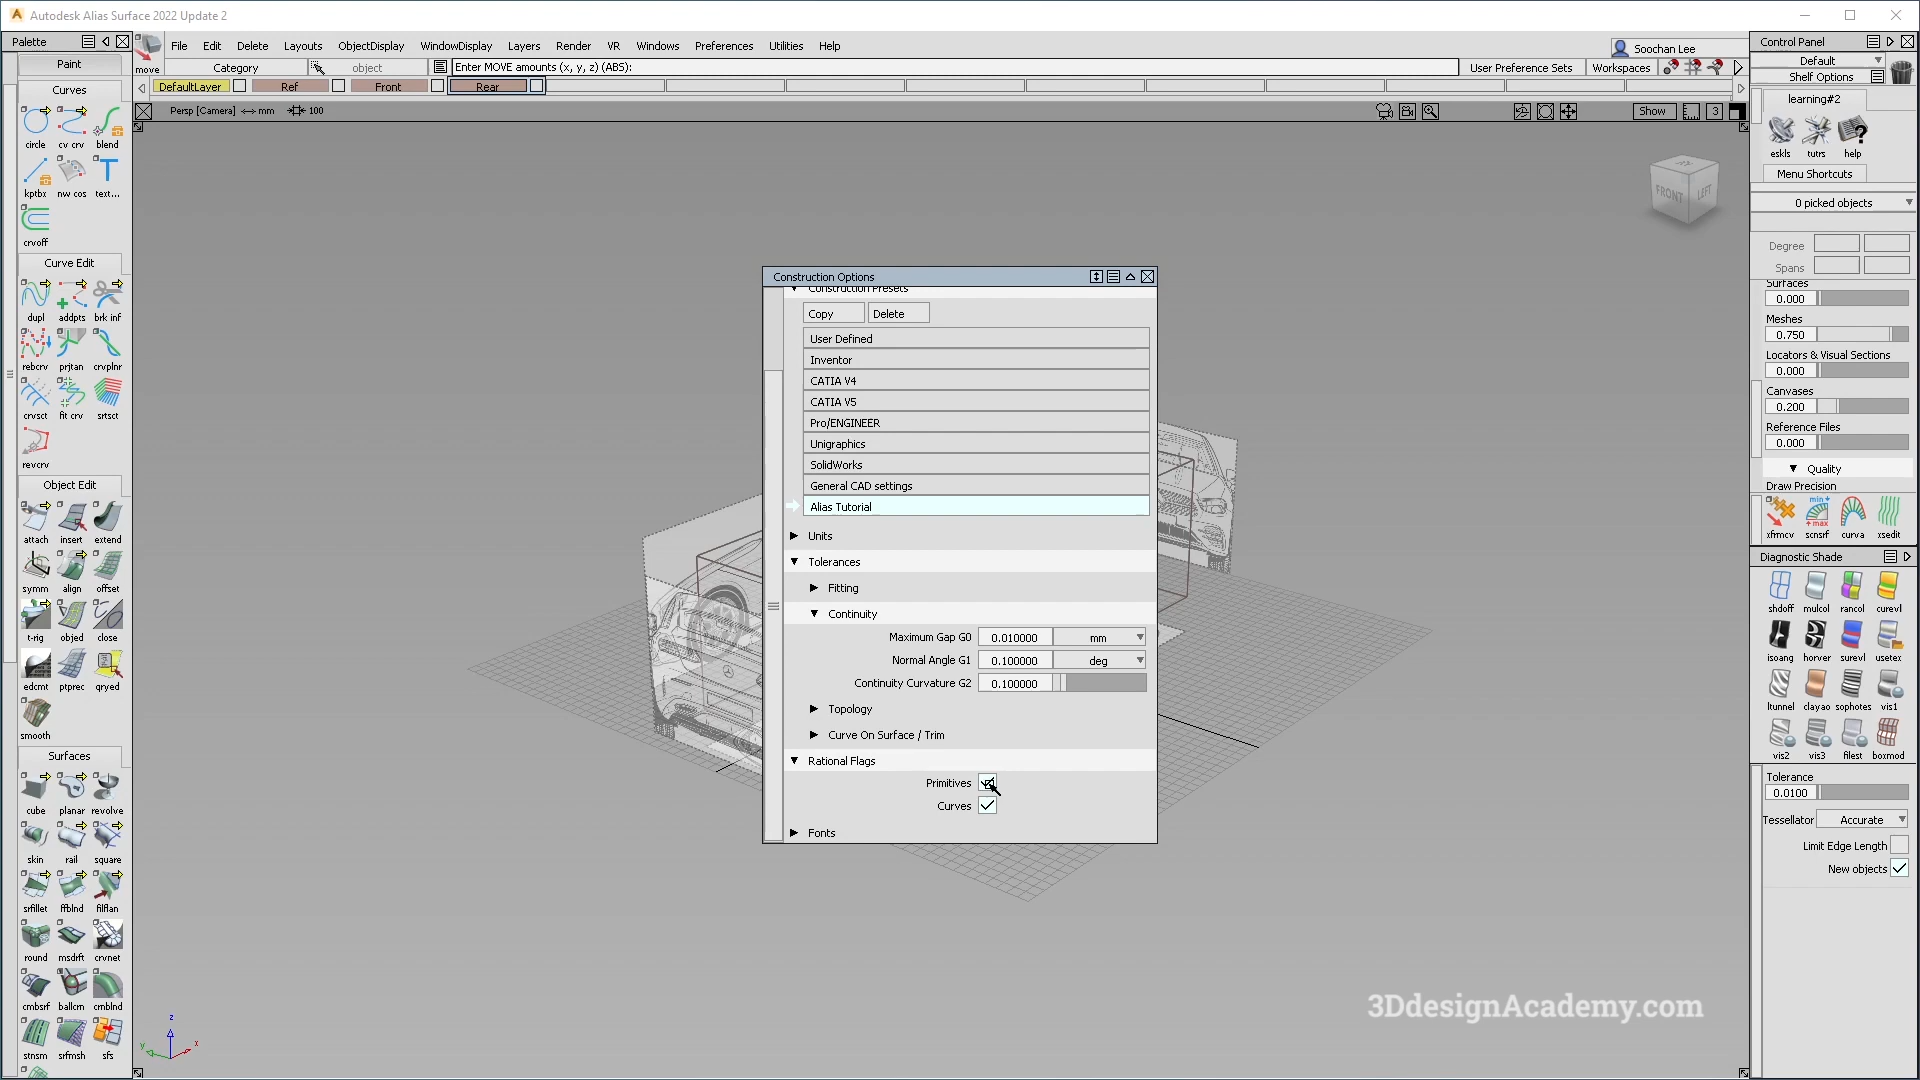 Autodesk Alias Surface 2022 Update 2
Palette
File Edit Delete Layouts ObjectDisplay WindowDisplay Layers Render VR Windows Preferences Utilities Help
Soochan Lee
Control Panel
move
Category
object
Enter MOVE amounts (x, y, z) (ABS):
User Preference Sets
Workspaces
Default
Shelf Options
Paint
DefaultLayer
Ref
Front
Rear
Persp [Camera] <-> mm
100
Show
3
Curves
circle cv crv blend
kptbx nw cos text...
crvoff
Curve Edit
dupl addpts brk inf
rebcrv prjtan crvplnr
crvsct fit crv srtsct
revcrv
Object Edit
attach insert extend
symm align offset
t-rig objed close
edcmt ptprec qryed
smooth
Surfaces
cube planar revolve
skin rail square
srfillet ffblnd filflan
round msdrft crvnet
cmbsrf ballcrn crnblnd
stnsm srfmsh sfs
FRONT
LEFT
Construction Options
Construction Presets
Copy
Delete
User Defined
Inventor
CATIA V4
CATIA V5
Pro/ENGINEER
Unigraphics
SolidWorks
General CAD settings
Alias Tutorial
Units
Tolerances
Fitting
Continuity
Maximum Gap G0 0.010000 mm
Normal Angle G1 0.100000 deg
Continuity Curvature G2 0.100000
Topology
Curve On Surface / Trim
Rational Flags
Primitives
Curves
Fonts
z
y
x
learning#2
eskls tutrs help
Menu Shortcuts
0 picked objects
Degree
Spans
Surfaces
0.000
Meshes
0.750
Locators & Visual Sections
0.000
Canvases
0.200
Reference Files
0.000
Quality
Draw Precision
min
max
xfrmcv scnsrf curva xsedit
Diagnostic Shade
shdoff mulcol rancol curevl
isoang horver surevl usetex
ltunnel clayao sophotes vis1
vis2 vis3 filest boxmod
Tolerance
0.0100
Tessellator Accurate
Limit Edge Length
New objects
3DdesignAcademy.com